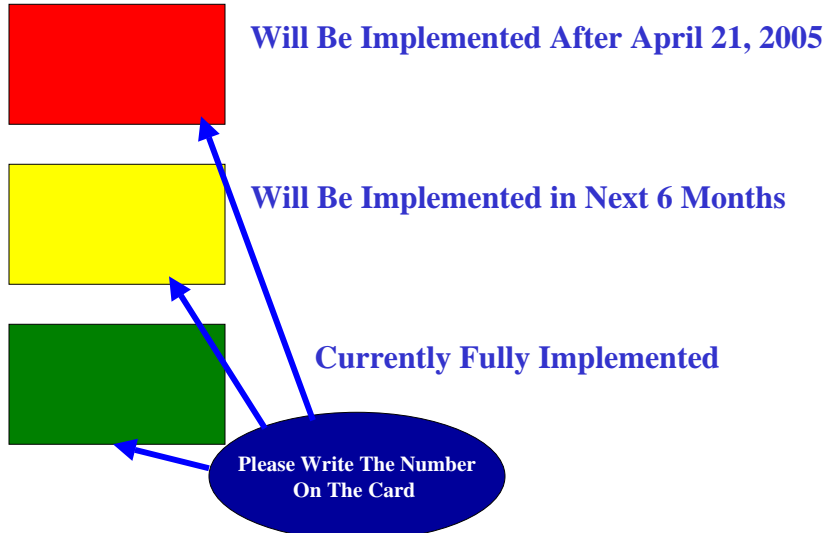 Will Be Implemented After April 21, 2005
Will Be Implemented in Next 6 Months
Currently Fully Implemented
Please Write The Number
On The Card